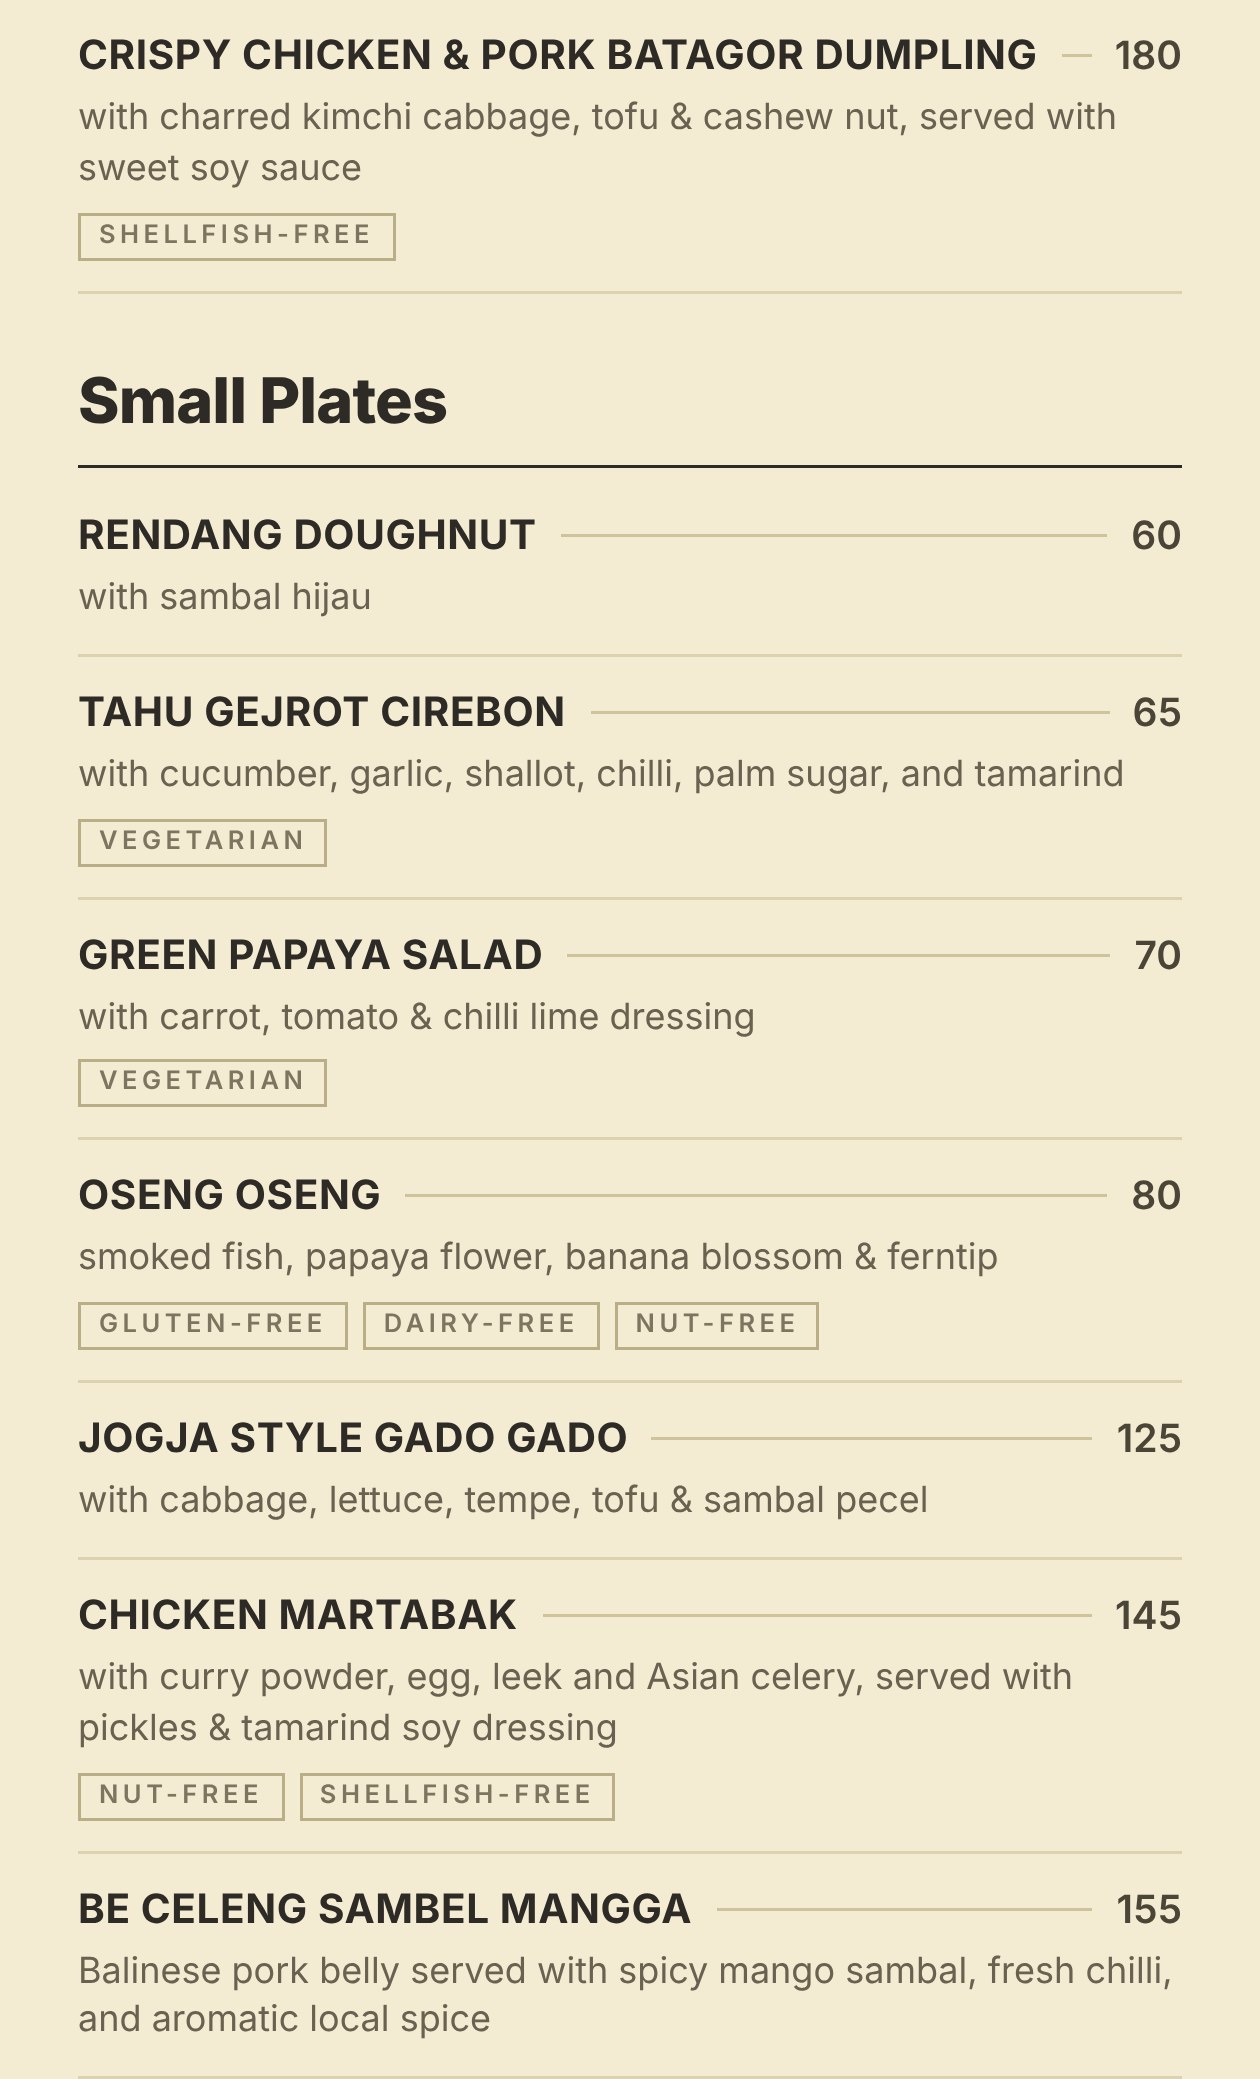 CRISPY CHICKEN & PORK BATAGOR DUMPLING 180
with charred kimchi cabbage, tofu & cashew nut, served with
sweet soy sauce
SHELLFISH-FREE
Small Plates
RENDANG DOUGHNUT 60
with sambal hijau
TAHU GEJROT CIREBON 65
with cucumber, garlic, shallot, chilli, palm sugar, and tamarind
VEGETARIAN
GREEN PAPAYA SALAD 70
with carrot, tomato & chilli lime dressing
VEGETARIAN
OSENG OSENG 80
smoked fish, papaya flower, banana blossom & ferntip
GLUTEN-FREE DAIRY-FREE NUT-FREE
JOGJA STYLE GADO GADO 125
with cabbage, lettuce, tempe, tofu & sambal pecel
CHICKEN MARTABAK 145
with curry powder, egg, leek and Asian celery, served with
pickles & tamarind soy dressing
NUT-FREE SHELLFISH-FREE
BE CELENG SAMBEL MANGGA 155
Balinese pork belly served with spicy mango sambal, fresh chilli,
and aromatic local spice